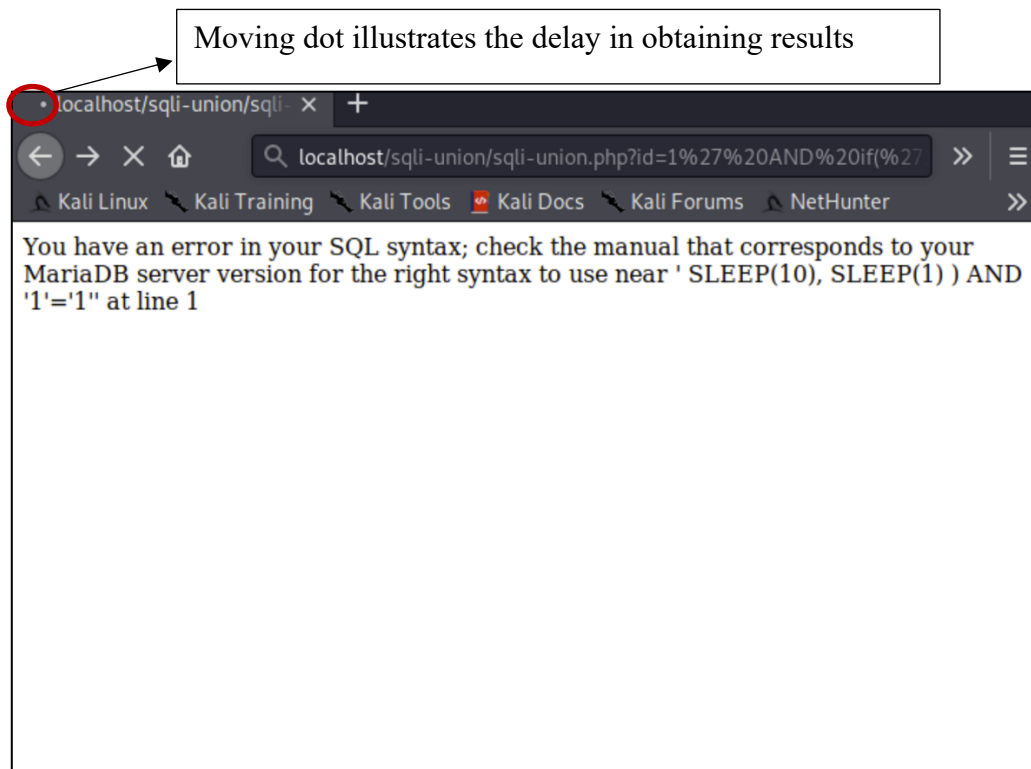 Moving dot illustrates the delay in obtaining results
localhost/sqli-union/sqli-
localhost/sqli-union/sqli-union.php?id=1%27%20AND%20if(%27
Kali Linux Kali Training Kali Tools Kali Docs Kali Forums NetHunter
You have an error in your SQL syntax; check the manual that corresponds to your
MariaDB server version for the right syntax to use near ' SLEEP(10), SLEEP(1) ) AND
'1'='1'' at line 1